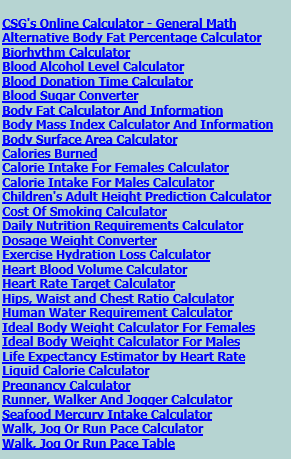 CSG's Online Calculator - General Math
Alternative Body Fat Percentage Calculator
Biorhythm Calculator
Blood Alcohol Level Calculator
Blood Donation Time Calculator
Blood Sugar Converter
Body Fat Calculator And Information
Body Mass Index Calculator And Information
Body Surface Area Calculator
Calories Burned
Calorie Intake For Females Calculator
Calorie Intake For Males Calculator
Children's Adult Height Prediction Calculator
Cost Of Smoking Calculator
Daily Nutrition Requirements Calculator
Dosage Weight Converter
Exercise Hydration Loss Calculator
Heart Blood Volume Calculator
Heart Rate Target Calculator
Hips, Waist and Chest Ratio Calculator
Human Water Requirement Calculator
Ideal Body Weight Calculator For Females
Ideal Body Weight Calculator For Males
Life Expectancy Estimator by Heart Rate
Liquid Calorie Calculator
Pregnancy Calculator
Runner, Walker And Jogger Calculator
Seafood Mercury Intake Calculator
Walk, Jog Or Run Pace Calculator
Walk, Jog Or Run Pace Table